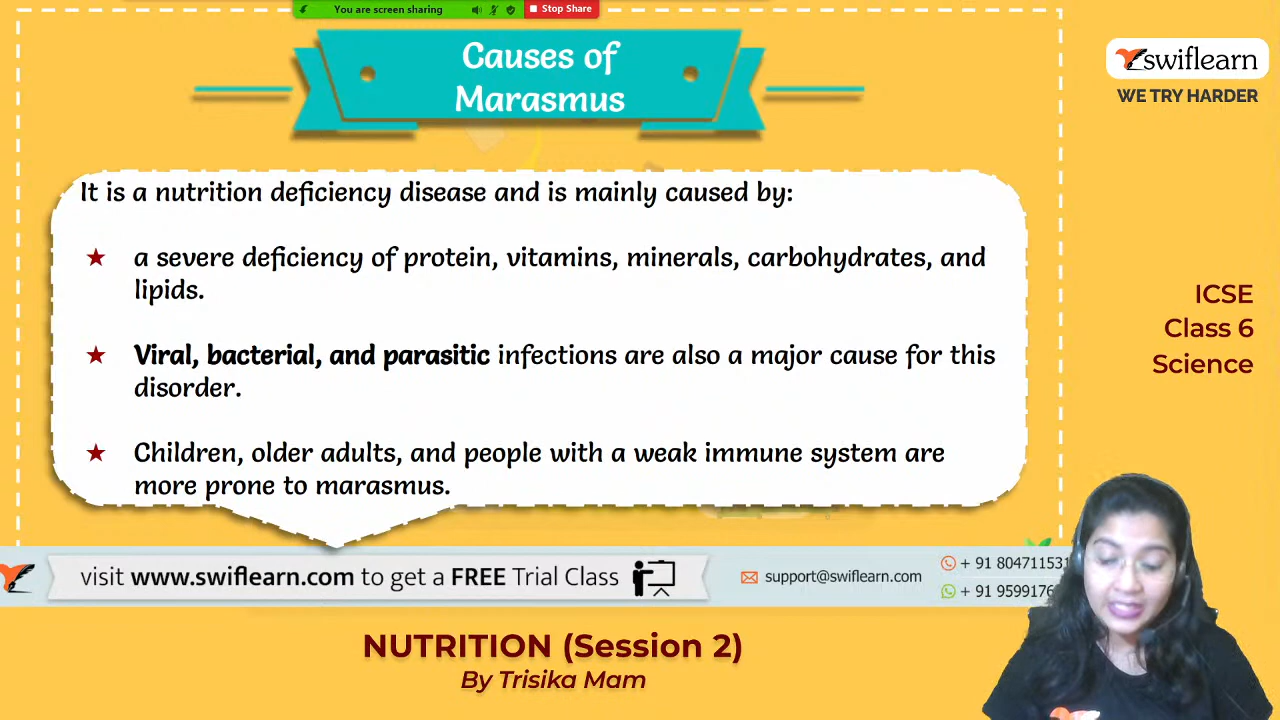 You are screen sharing
Stop Share
Causes of
Marasmus
swiflearn
WE TRY HARDER
It is a nutrition deficiency disease and is mainly caused by:
★ a severe deficiency of protein, vitamins, minerals, carbohydrates, and
lipids.
★ Viral, bacterial, and parasitic infections are also a major cause for this
disorder.
★ Children, older adults, and people with a weak immune system are
more prone to marasmus.
ICSE
Class 6
Science
visit www.swiflearn.com to get a FREE Trial Class
support@swiflearn.com
+ 91 804711531
+ 91 9599176
NUTRITION (Session 2)
By Trisika Mam